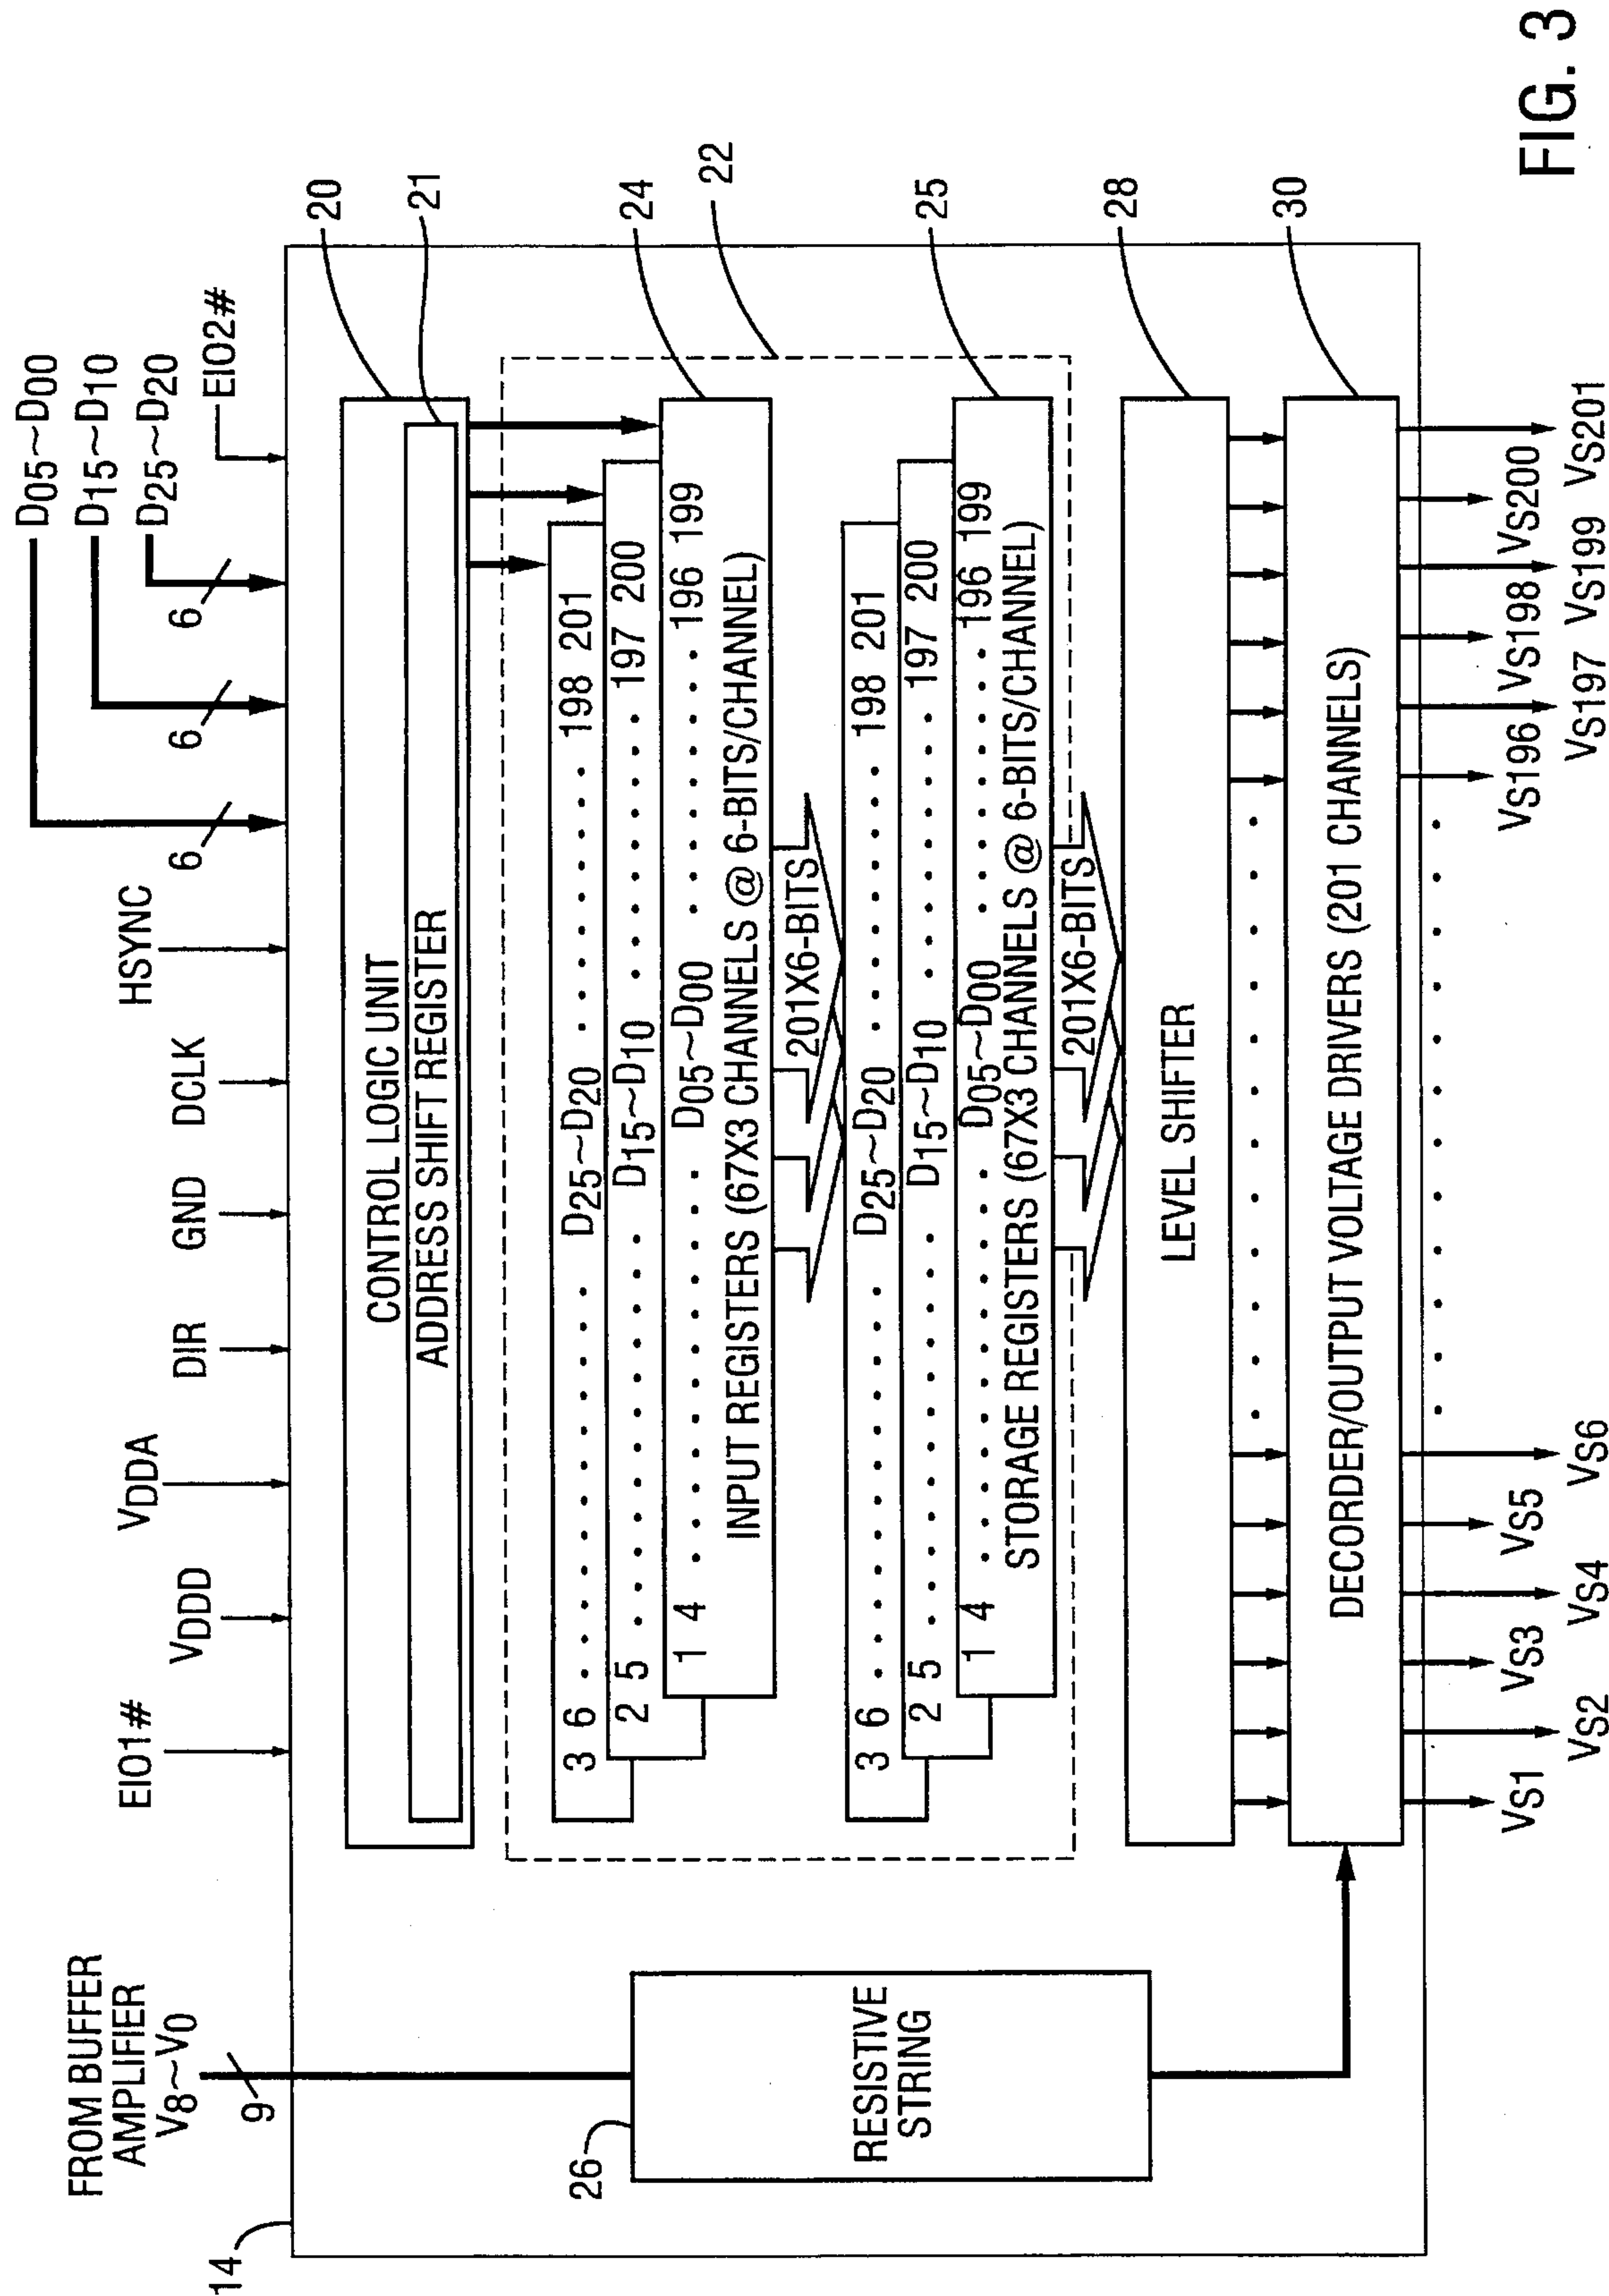 FROM BUFFER
AMPLIFIER
V8~V0
9
14
EIO1#
VDDD
VDDA
DIR
GND
DCLK
HSYNC
D05~D00
D15~D10
D25~D20
6
6
6
EIO2#
20
21
24
22
25
28
30
CONTROL LOGIC UNIT
ADDRESS SHIFT REGISTER
3 6 . . . . . . . . D25~D20 . . . . . . 198 201
2 5 . . . . . . . . D15~D10 . . . . . . 197 200
1 4 . . . . . . . . D05~D00 . . . . . . 196 199
INPUT REGISTERS (67X3 CHANNELS @ 6-BITS/CHANNEL)
201X6-BITS
3 6 . . . . . . . . D25~D20 . . . . . . 198 201
2 5 . . . . . . . . D15~D10 . . . . . . 197 200
1 4 . . . . . . . . D05~D00 . . . . . . 196 199
STORAGE REGISTERS (67X3 CHANNELS @ 6-BITS/CHANNEL)
201X6-BITS
26
RESISTIVE
STRING
LEVEL SHIFTER
DECORDER/OUTPUT VOLTAGE DRIVERS (201 CHANNELS)
VS1 VS3 VS5 VS196 VS198 VS200
VS2 VS4 VS6 VS197 VS199 VS201
FIG. 3